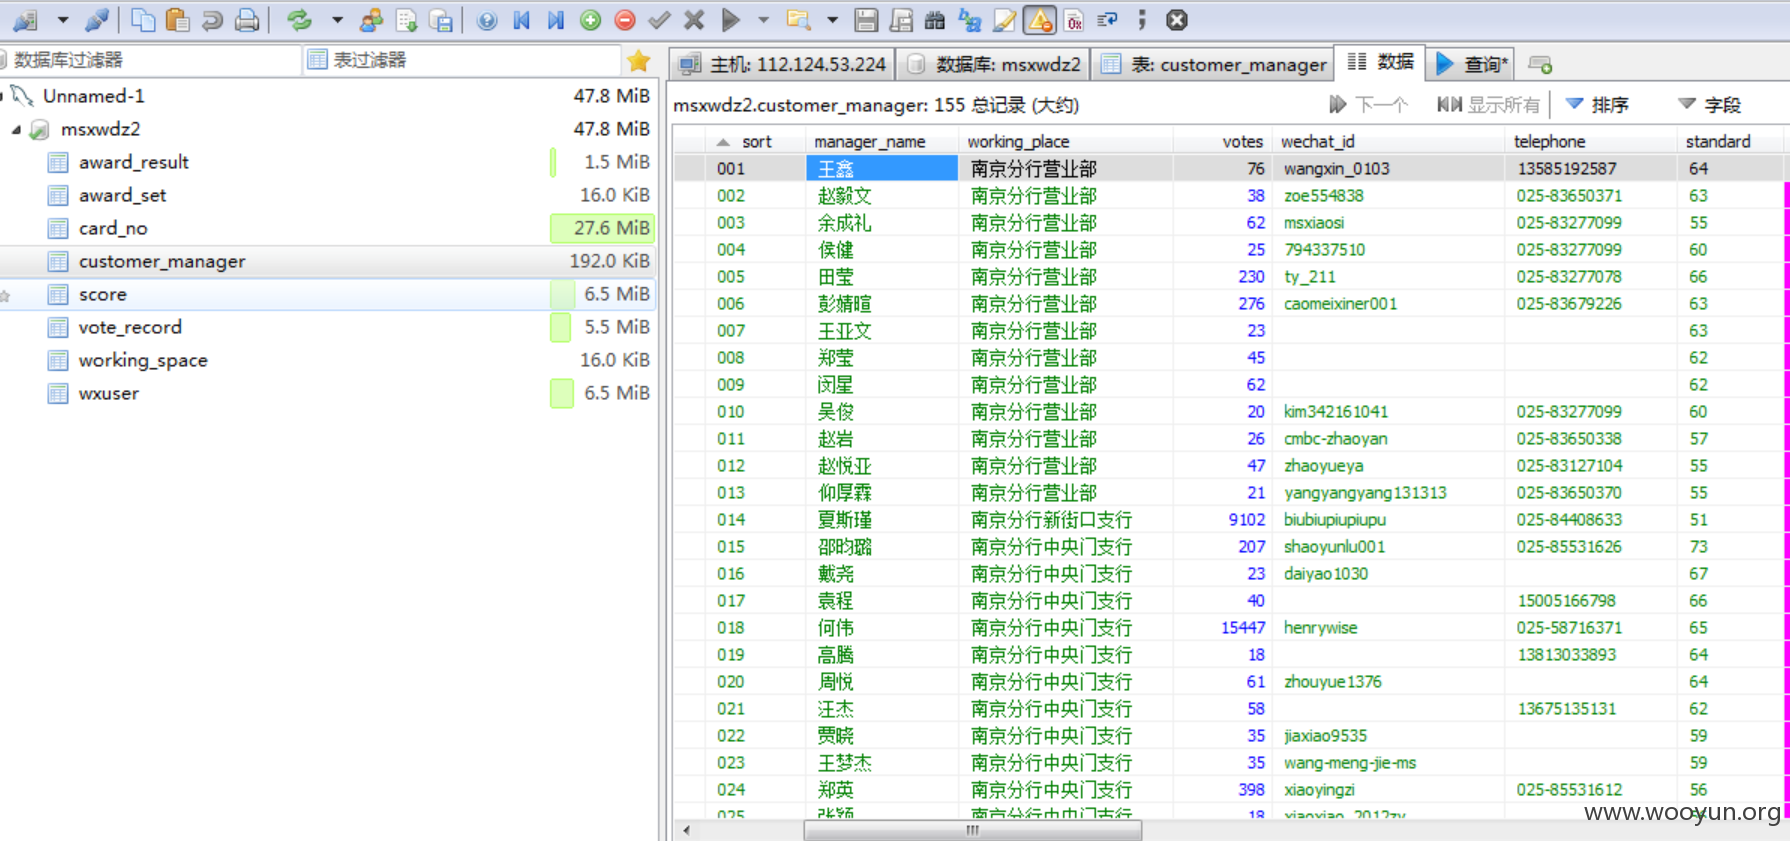 数据库过滤器
表过滤器
Unnamed-1 47.8 MiB
msxwdz2 47.8 MiB
award_result 1.5 MiB
award_set 16.0 KiB
card_no 27.6 MiB
customer_manager 192.0 KiB
score 6.5 MiB
vote_record 5.5 MiB
working_space 16.0 KiB
wxuser 6.5 MiB
主机: 112.124.53.224 数据库: msxwdz2 表: customer_manager 数据 查询*
msxwdz2.customer_manager: 155 总记录 (大约) 下一个 显示所有 排序 字段
sort manager_name working_place votes wechat_id telephone standard
001 王鑫 南京分行营业部 76 wangxin_0103 13585192587 64
002 赵毅文 南京分行营业部 38 zoe554838 025-83650371 63
003 余成礼 南京分行营业部 62 msxiaosi 025-83277099 55
004 侯健 南京分行营业部 25 794337510 025-83277099 60
005 田莹 南京分行营业部 230 ty_211 025-83277078 66
006 彭婧暄 南京分行营业部 276 caomeixiner001 025-83679226 63
007 王亚文 南京分行营业部 23 63
008 郑莹 南京分行营业部 45 62
009 闵星 南京分行营业部 62 62
010 吴俊 南京分行营业部 20 kim342161041 025-83277099 60
011 赵岩 南京分行营业部 26 cmbc-zhaoyan 025-83650338 57
012 赵悦亚 南京分行营业部 47 zhaoyueya 025-83127104 55
013 仰厚霖 南京分行营业部 21 yangyangyang131313 025-83650370 55
014 夏斯瑾 南京分行新街口支行 9102 biubiupiupiupu 025-84408633 51
015 邵昀璐 南京分行中央门支行 207 shaoyunlu001 025-85531626 73
016 戴尧 南京分行中央门支行 23 daiyao1030 67
017 袁程 南京分行中央门支行 40 15005166798 66
018 何伟 南京分行中央门支行 15447 henrywise 025-58716371 65
019 高腾 南京分行中央门支行 18 13813033893 64
020 周悦 南京分行中央门支行 61 zhouyue1376 64
021 汪杰 南京分行中央门支行 58 13675135131 62
022 贾晓 南京分行中央门支行 35 jiaxiao9535 59
023 王梦杰 南京分行中央门支行 35 wang-meng-jie-ms 59
024 郑英 南京分行中央门支行 398 xiaoyingzi 025-85531612 56
025 张颖 南京分行中央门支行 18 xiaoxiao_2012zy
www.wooyun.org